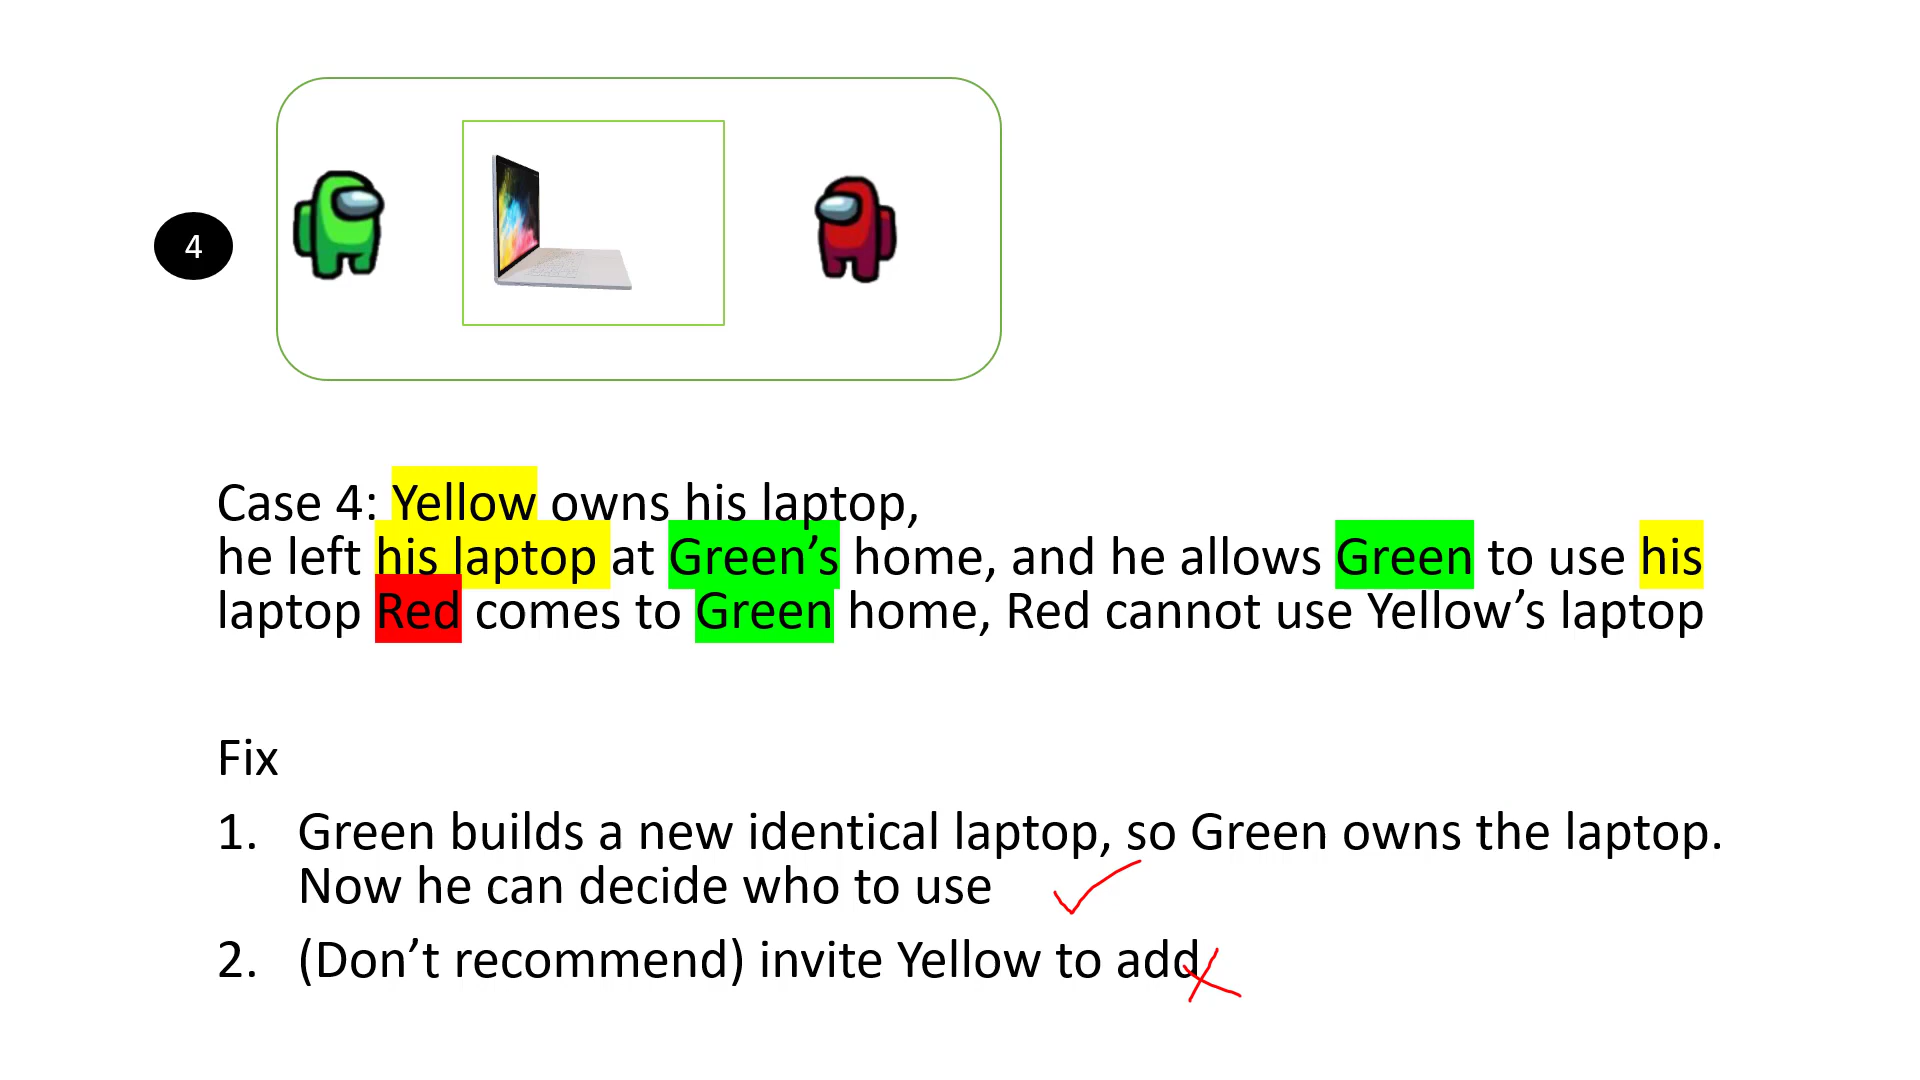 4
Case 4: Yellow owns his laptop,
he left his laptop at Green’s home, and he allows Green to use his
laptop Red comes to Green home, Red cannot use Yellow’s laptop
Fix
1. Green builds a new identical laptop, so Green owns the laptop.
Now he can decide who to use
2. (Don’t recommend) invite Yellow to add